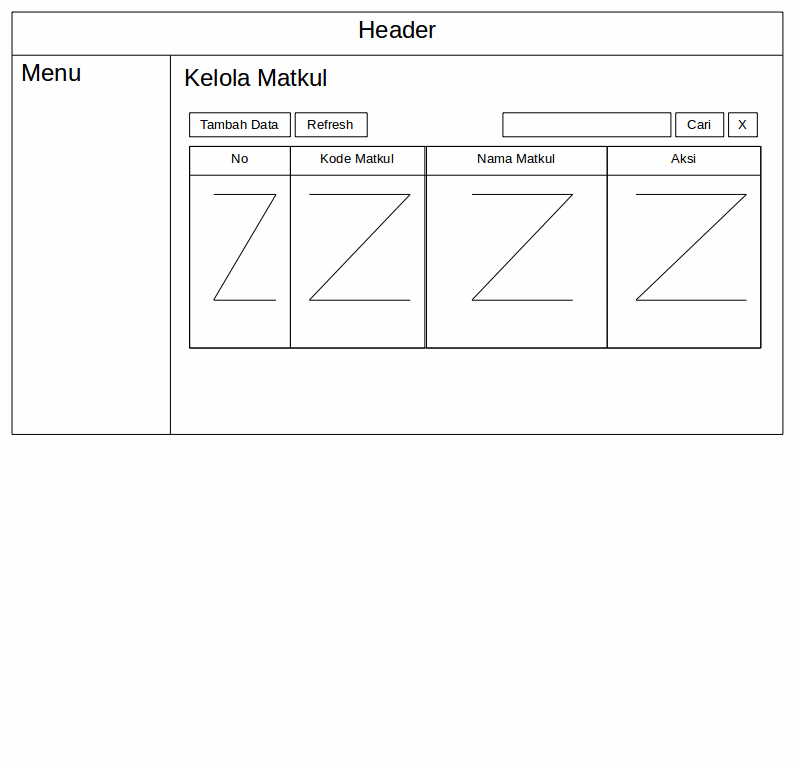 Header
Menu
Kelola Matkul
Tambah Data
Refresh
Cari
X
No
Kode Matkul
Nama Matkul
Aksi